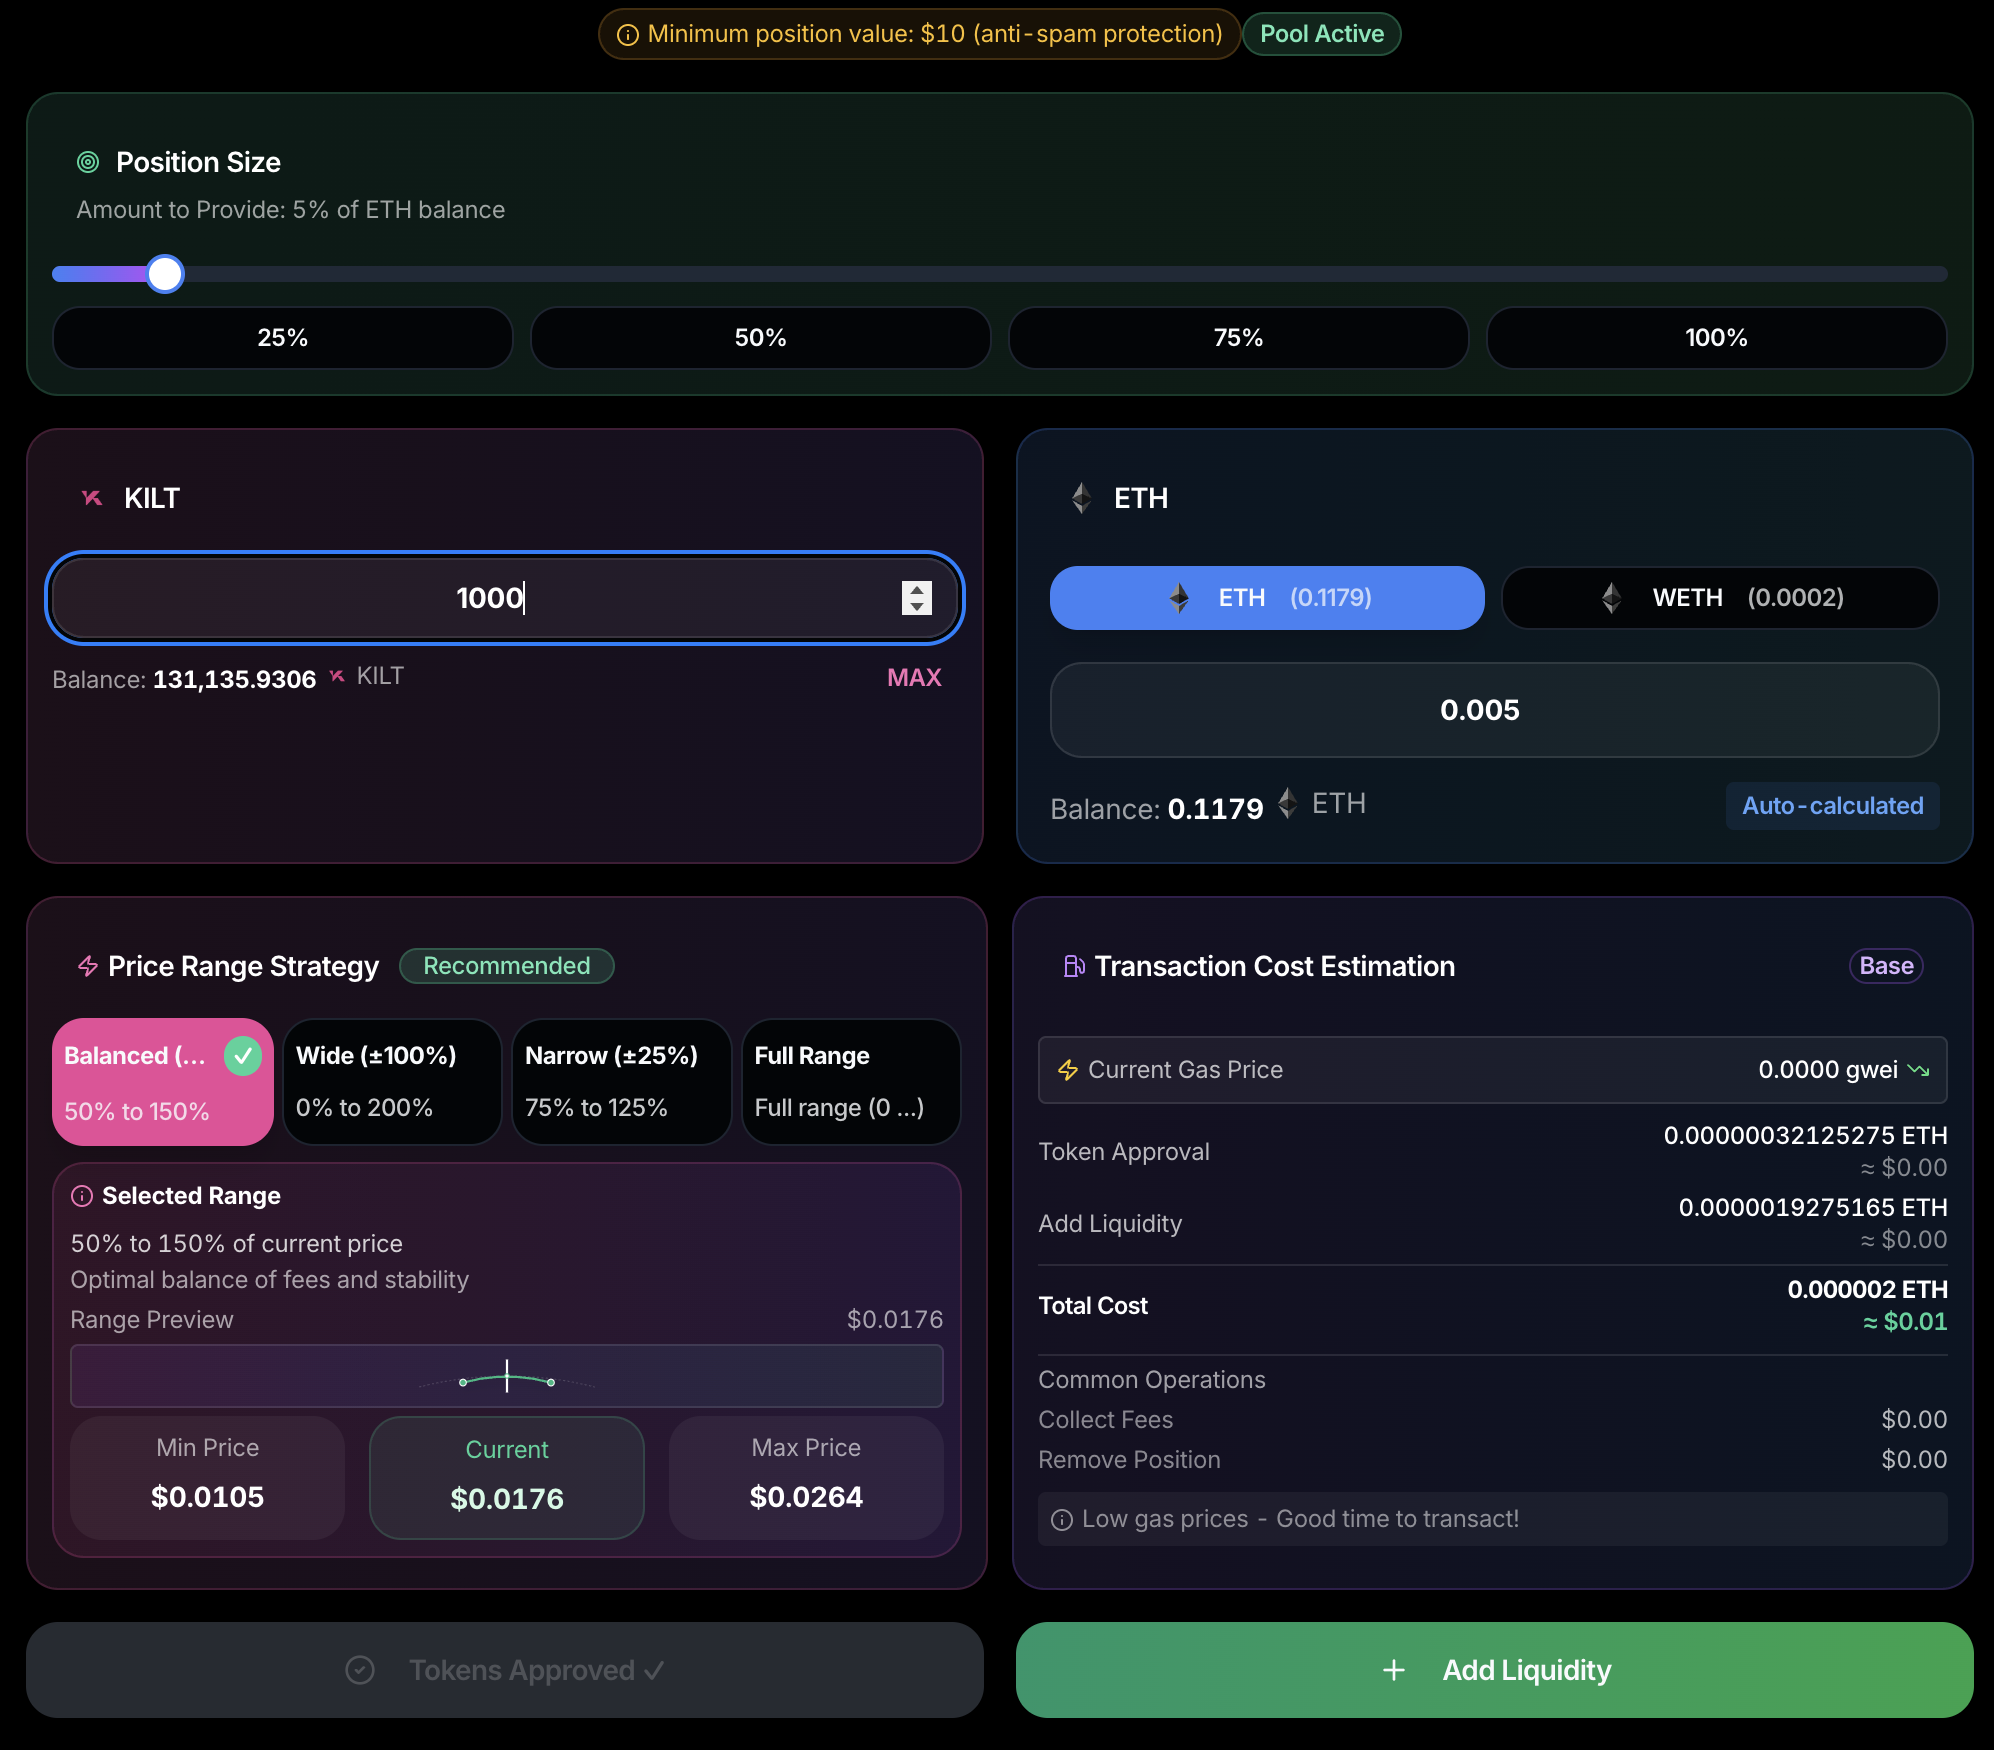 Minimum position value: $10 (anti-spam protection)
Pool Active
Position Size
Amount to Provide: 5% of ETH balance
25%
50%
75%
100%
KILT
1000
Balance: 131,135.9306 KILT
MAX
ETH
ETH (0.1179)
WETH (0.0002)
0.005
Balance: 0.1179 ETH
Auto-calculated
Price Range Strategy
Recommended
Balanced (...
50% to 150%
Wide (±100%)
0% to 200%
Narrow (±25%)
75% to 125%
Full Range
Full range (0 ...)
Selected Range
50% to 150% of current price
Optimal balance of fees and stability
Range Preview
$0.0176
Min Price
$0.0105
Current
$0.0176
Max Price
$0.0264
Transaction Cost Estimation
Base
Current Gas Price
0.0000 gwei
Token Approval
0.00000032125275 ETH
≈ $0.00
Add Liquidity
0.0000019275165 ETH
≈ $0.00
Total Cost
0.000002 ETH
≈ $0.01
Common Operations
Collect Fees
$0.00
Remove Position
$0.00
Low gas prices - Good time to transact!
Tokens Approved ✓
Add Liquidity